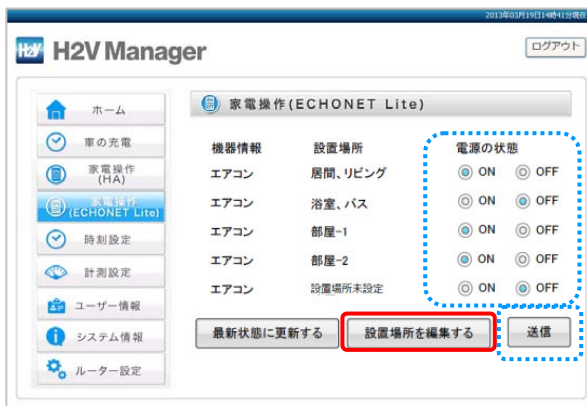 2013年03月19日14時41分現在
H2V H2V Manager
ログアウト
ホーム
車の充電
家電操作
(HA)
家電操作
(ECHONET Lite)
時刻設定
計測設定
ユーザー情報
システム情報
ルーター設定
家電操作(ECHONET Lite)
機器情報 設置場所 電源の状態
エアコン 居間、リビング ON OFF
エアコン 浴室、バス ON OFF
エアコン 部屋-1 ON OFF
エアコン 部屋-2 ON OFF
エアコン 設置場所未設定 ON OFF
最新状態に更新する 設置場所を編集する 送信